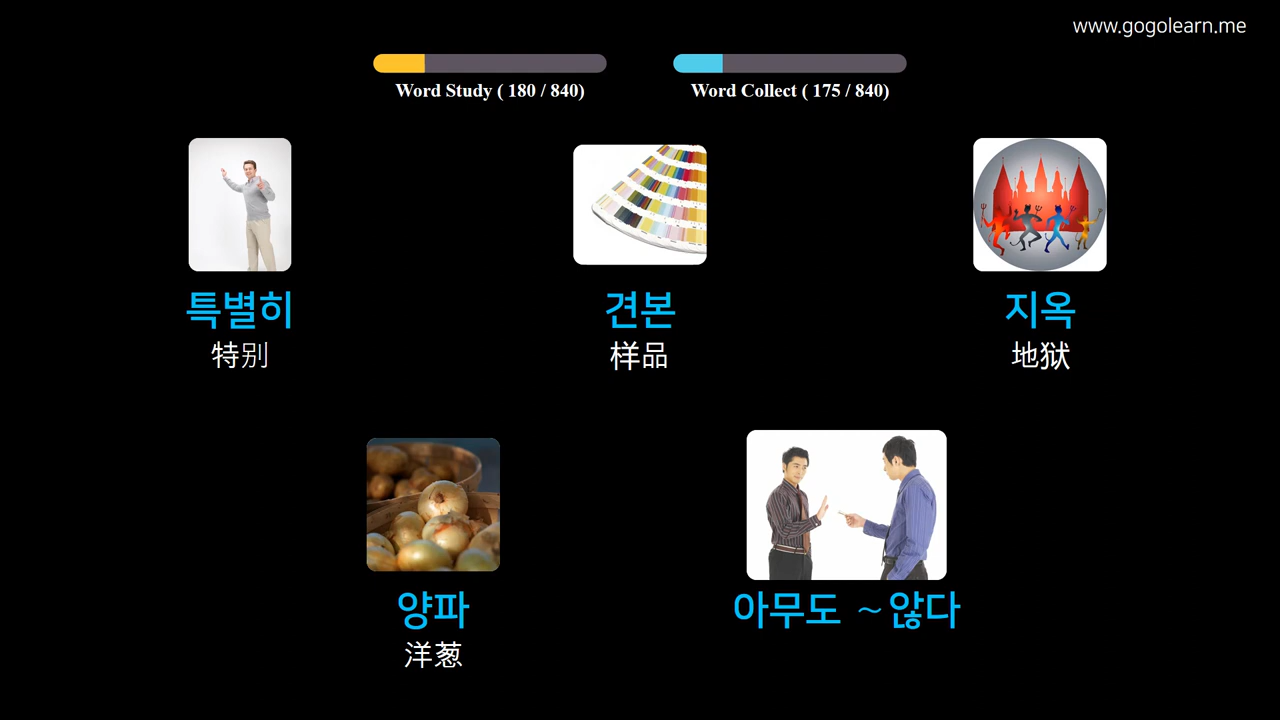 www.gogolearn.me
Word Study ( 180 / 840)
Word Collect ( 175 / 840)
특별히
特别
견본
样品
지옥
地狱
양파
洋葱
아무도 ~않다